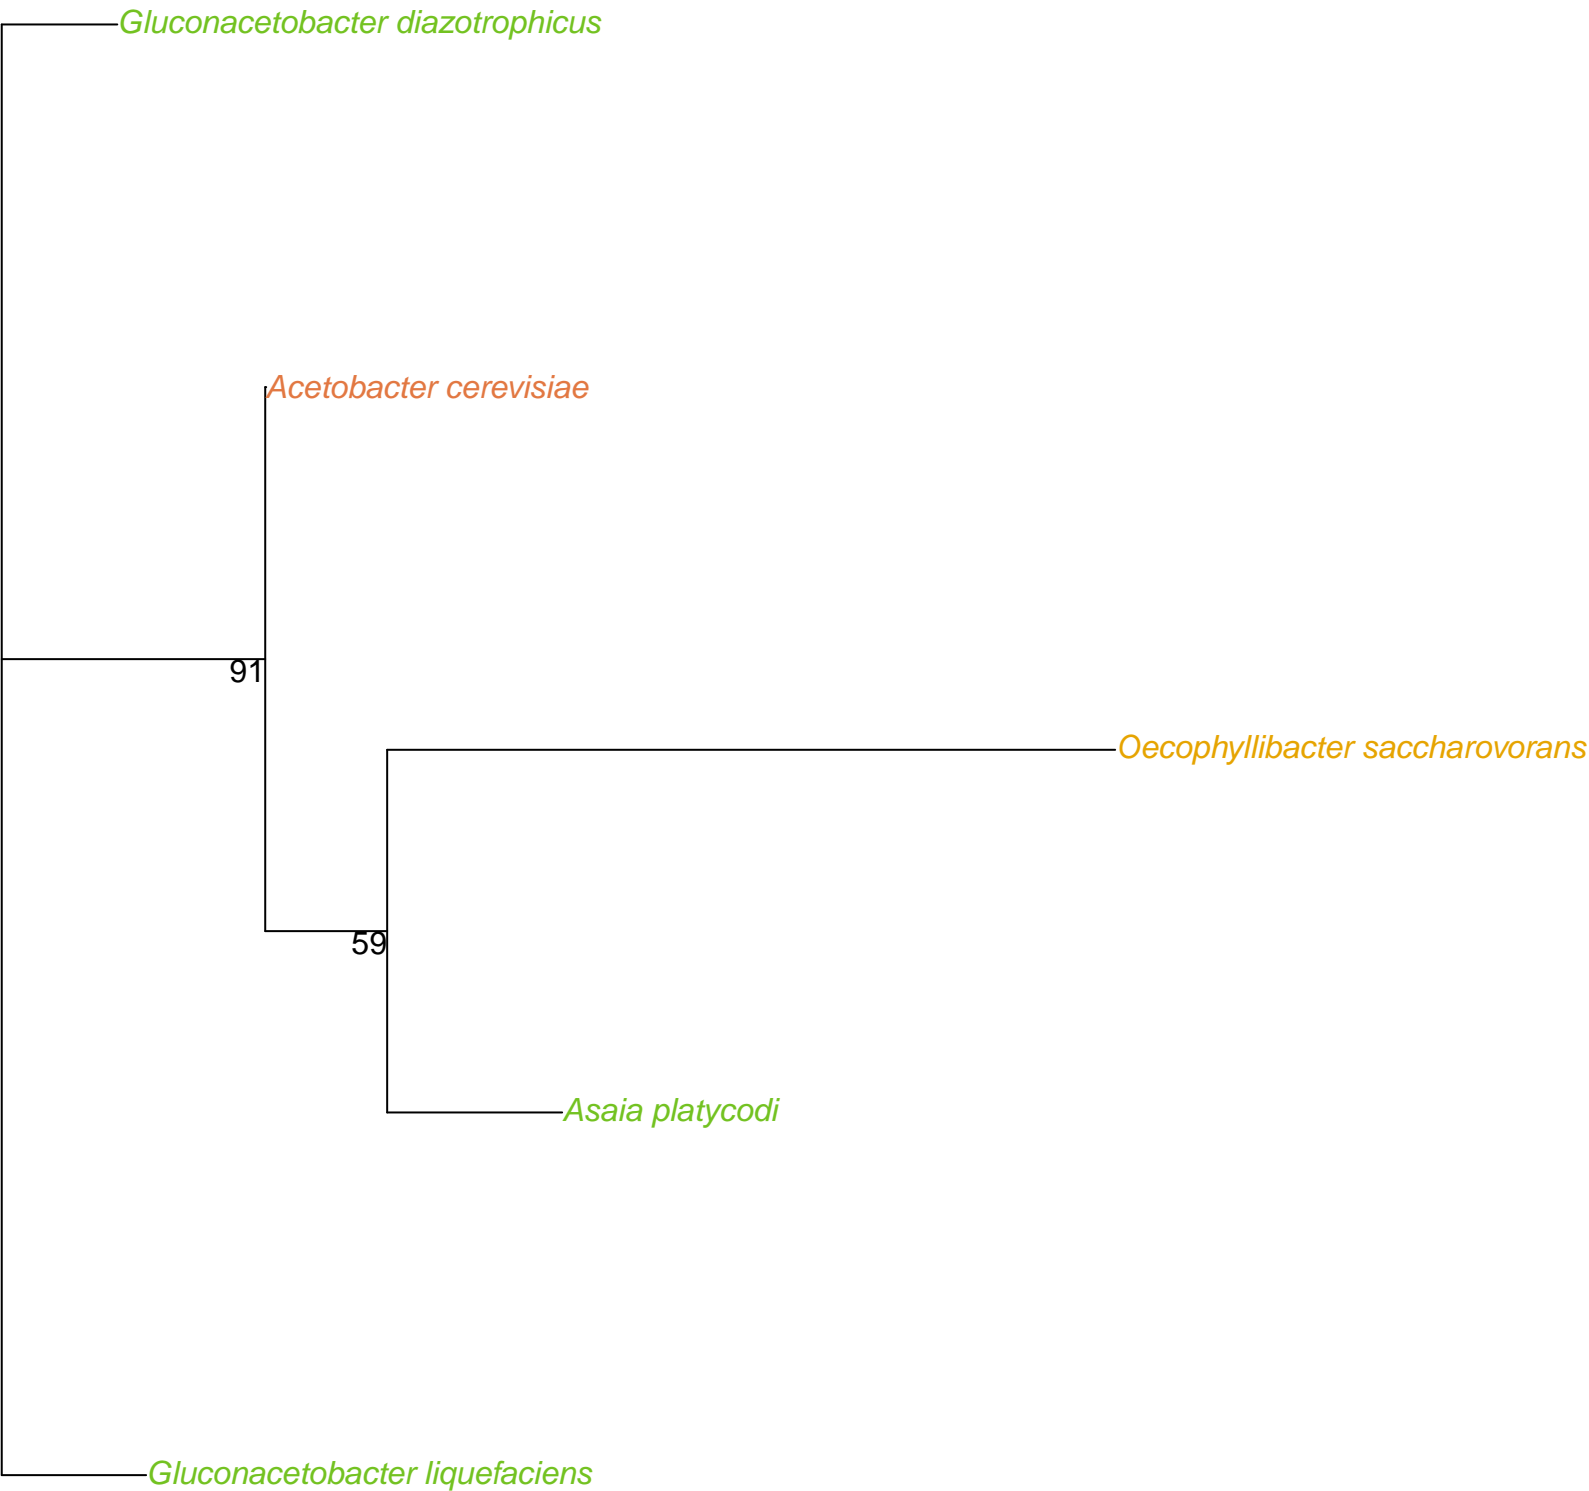 Gluconacetobacter diazotrophicus
Acetobacter cerevisiae
91
Oecophyllibacter saccharovorans
59
Asaia platycodi
Gluconacetobacter liquefaciens